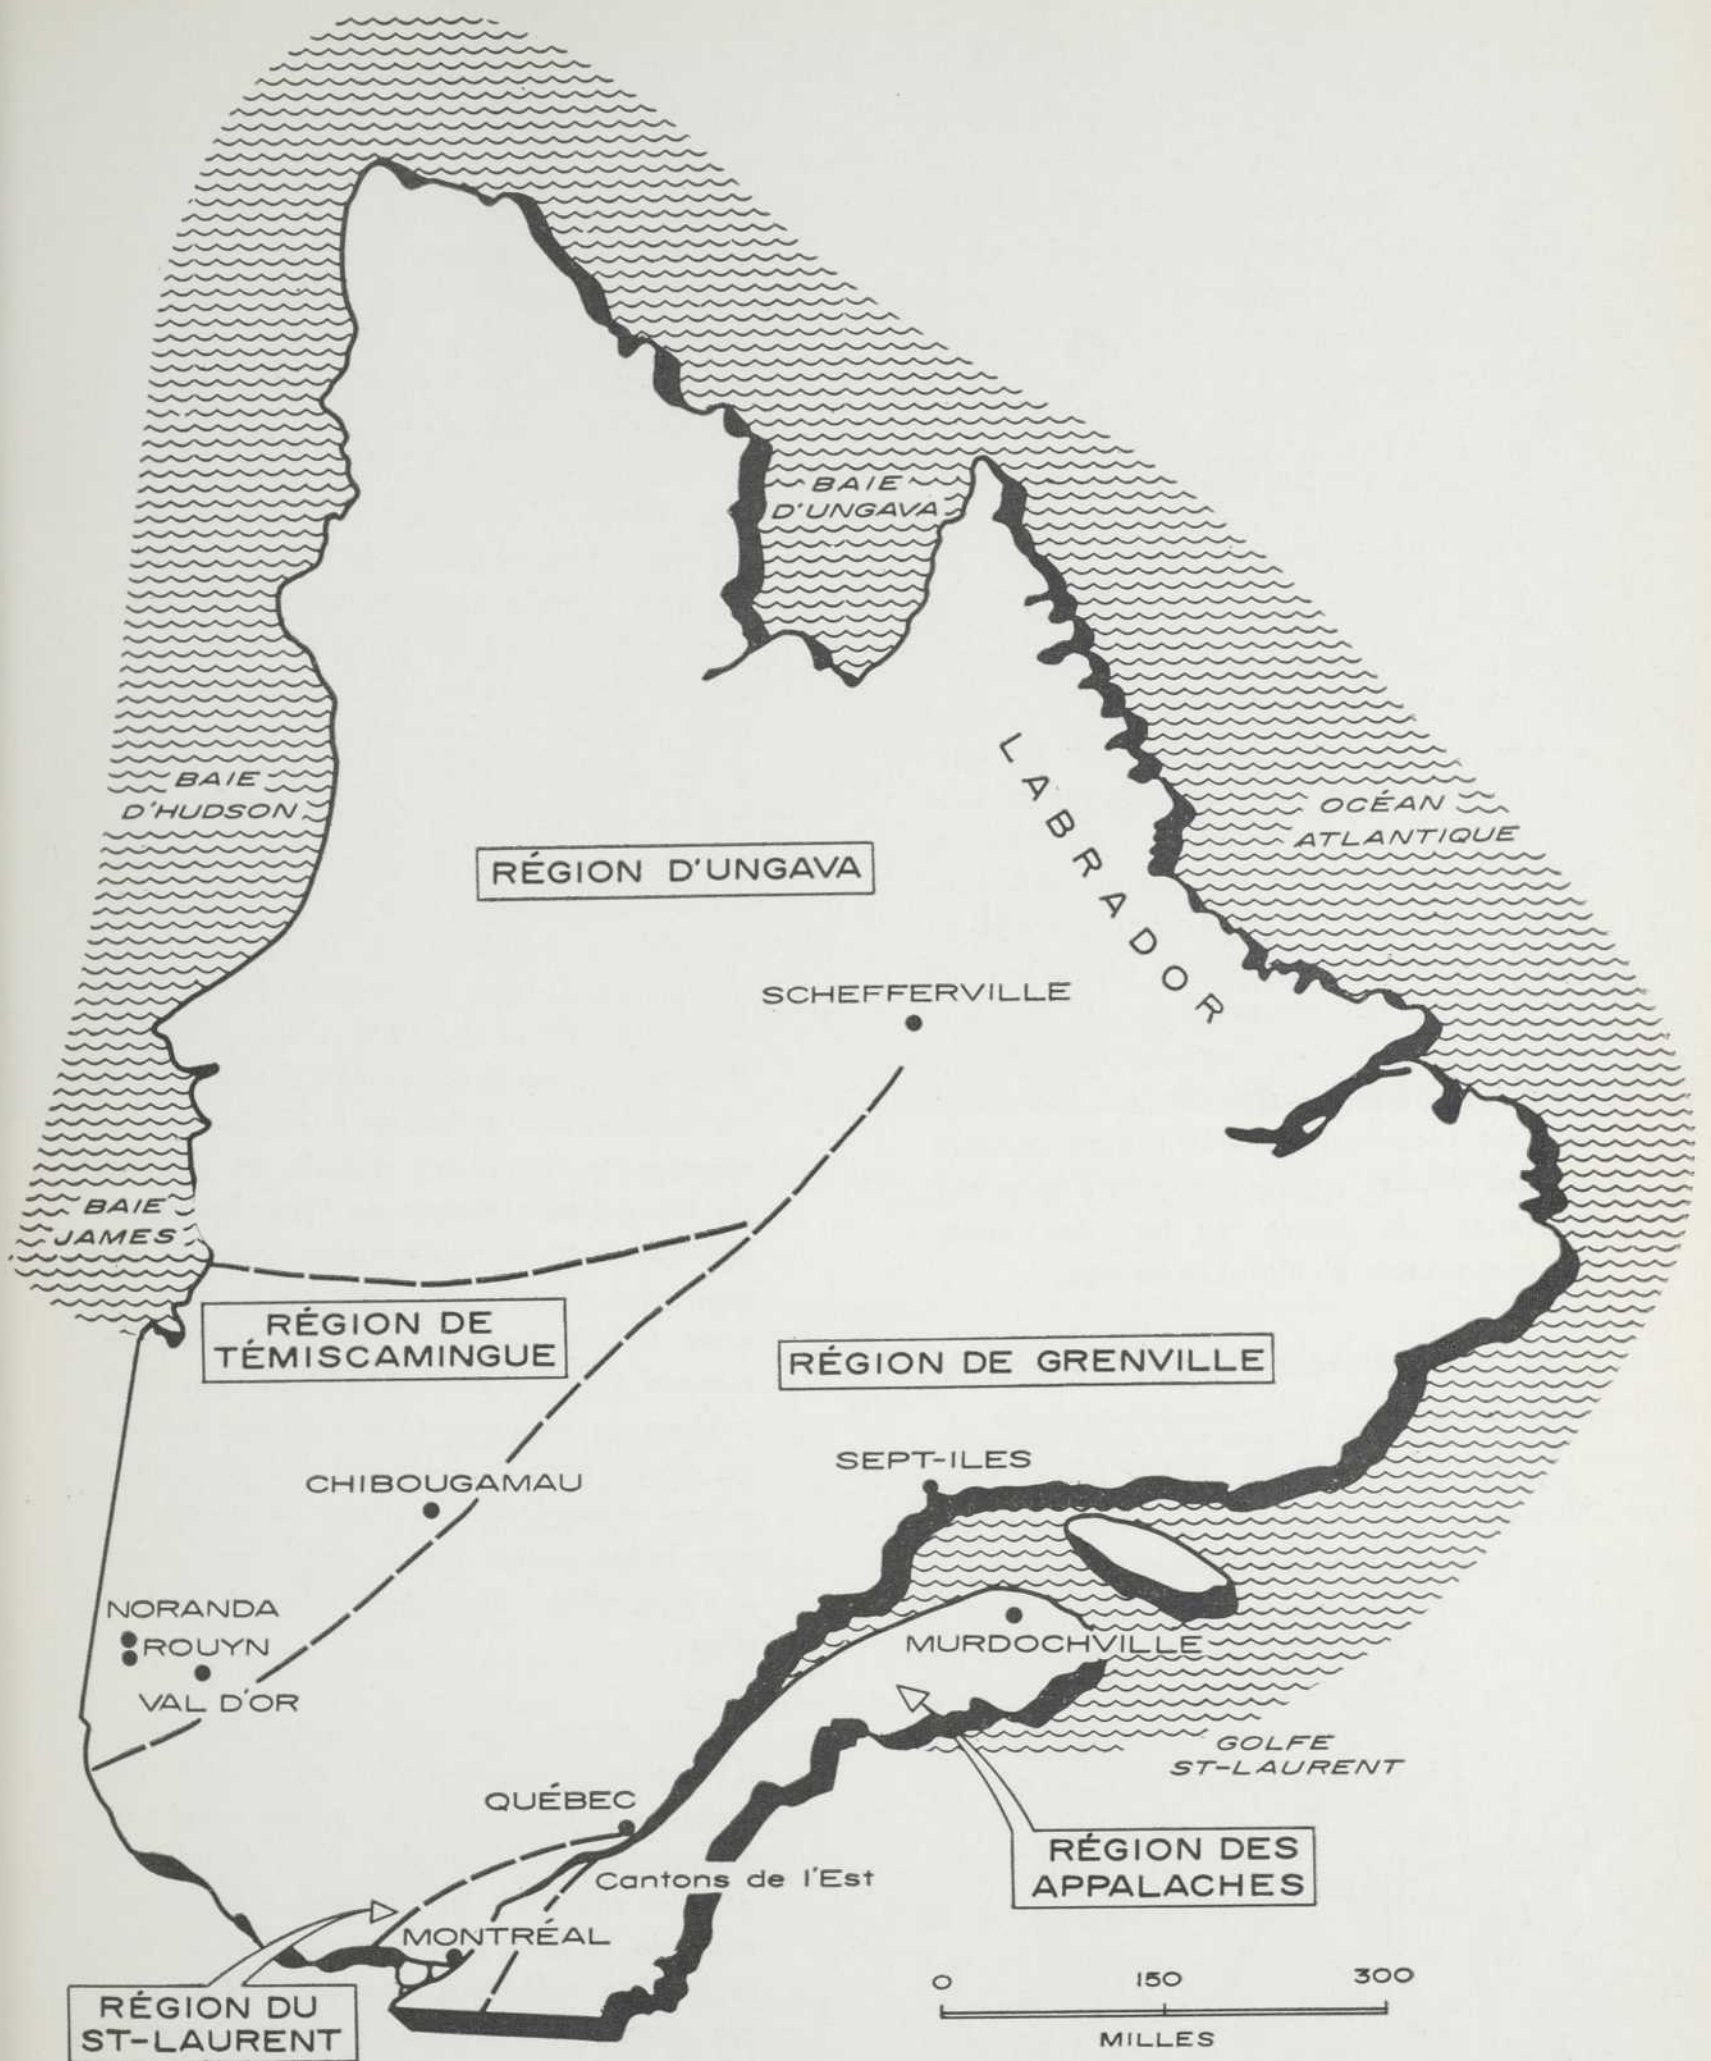 BAIE
D'UNGAVA
LABRADOR
BAIE
D'HUDSON
OCÉAN
ATLANTIQUE
RÉGION D'UNGAVA
SCHEFFERVILLE
BAIE
JAMES
RÉGION DE
TÉMISCAMINGUE
RÉGION DE GRENVILLE
SEPT-ILES
CHIBOUGAMAU
NORANDA
ROUYN
VAL D'OR
MURDOCHVILLE
GOLFE
ST-LAURENT
QUÉBEC
RÉGION DES
APPALACHES
Cantons de l'Est
MONTRÉAL
RÉGION DU
ST-LAURENT
0 150 300
MILLES